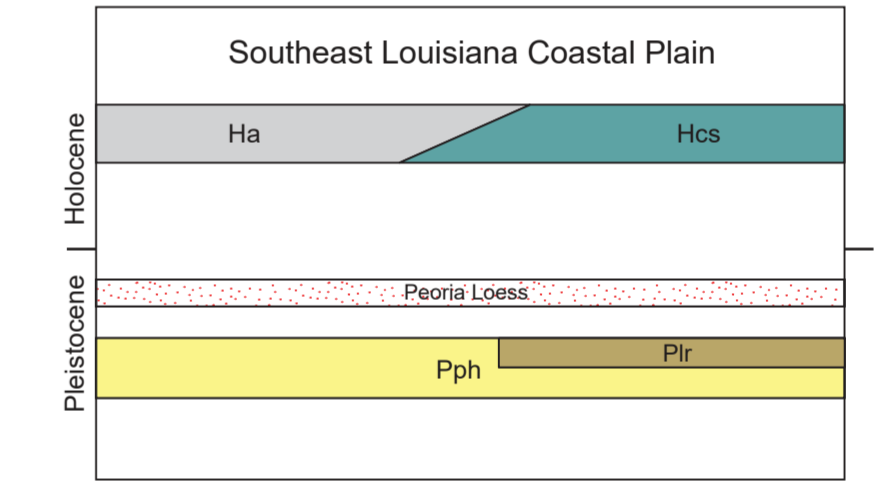 Southeast Louisiana Coastal Plain
Holocene
Ha
Hcs
Pleistocene
Peoria Loess
Plr
Pph